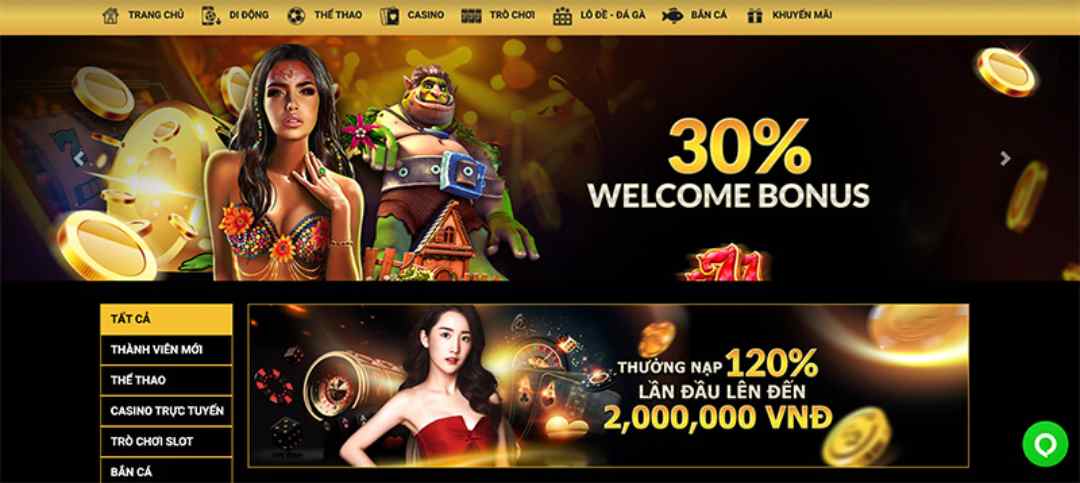 TRANG CHỦ DI ĐỘNG THỂ THAO CASINO TRÒ CHƠI LÔ ĐỀ - ĐÁ GÀ BẮN CÁ KHUYẾN MÃI
30%
WELCOME BONUS
TẤT CẢ
THÀNH VIÊN MỚI
THỂ THAO
CASINO TRỰC TUYẾN
TRÒ CHƠI SLOT
BẮN CÁ
THƯỞNG NẠP 120%
LẦN ĐẦU LÊN ĐẾN
2,000,000 VNĐ